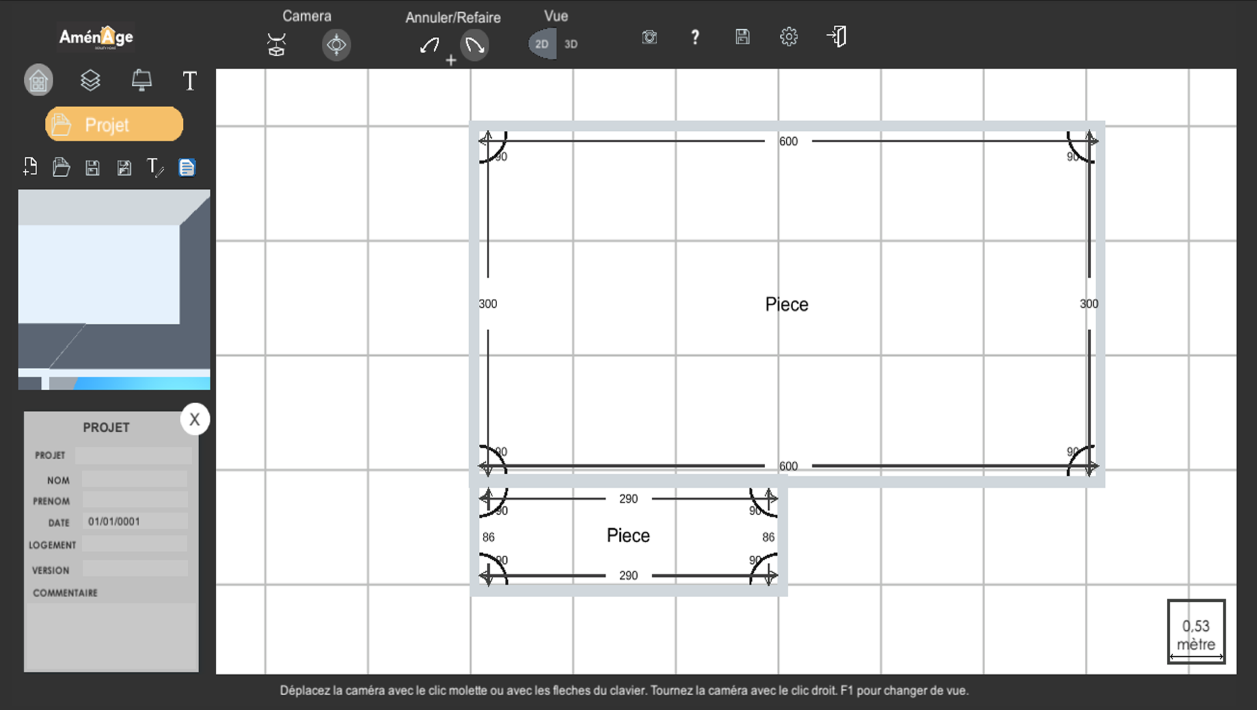 Camera
Annuler/Refaire
Vue
AménAge
2D
3D
?
T
Projet
T
600
90
90
300
Piece
300
90
90
600
X
PROJET
PROJET
NOM
PRENOM
DATE 01/01/0001
LOGEMENT
VERSION
COMMENTAIRE
290
90
90
86
Piece
86
90
90
290
0,53
mètre
Déplacez la caméra avec le clic molette ou avec les fleches du clavier. Tournez la caméra avec le clic droit. F1 pour changer de vue.